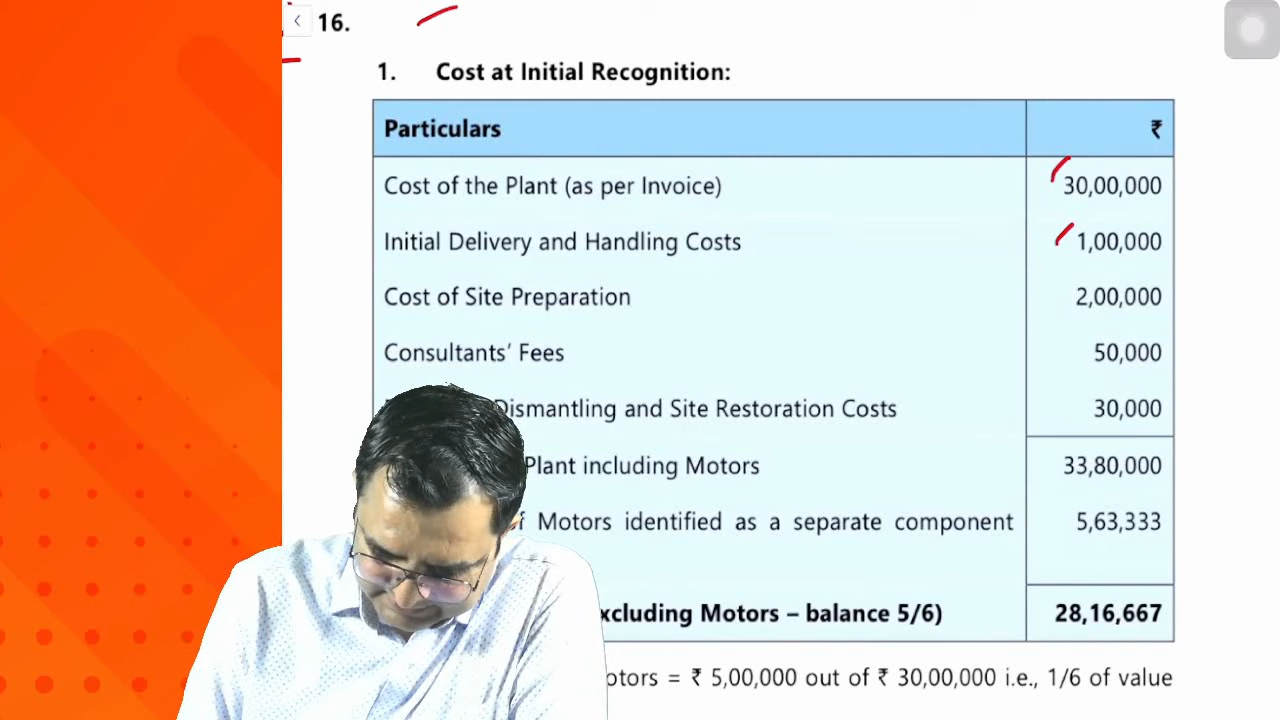 16.
1. Cost at Initial Recognition:
Particulars ₹
Cost of the Plant (as per Invoice) 30,00,000
Initial Delivery and Handling Costs 1,00,000
Cost of Site Preparation 2,00,000
Consultants' Fees 50,000
Dismantling and Site Restoration Costs 30,000
Plant including Motors 33,80,000
Motors identified as a separate component 5,63,333
xcluding Motors – balance 5/6) 28,16,667
otors = ₹ 5,00,000 out of ₹ 30,00,000 i.e., 1/6 of value